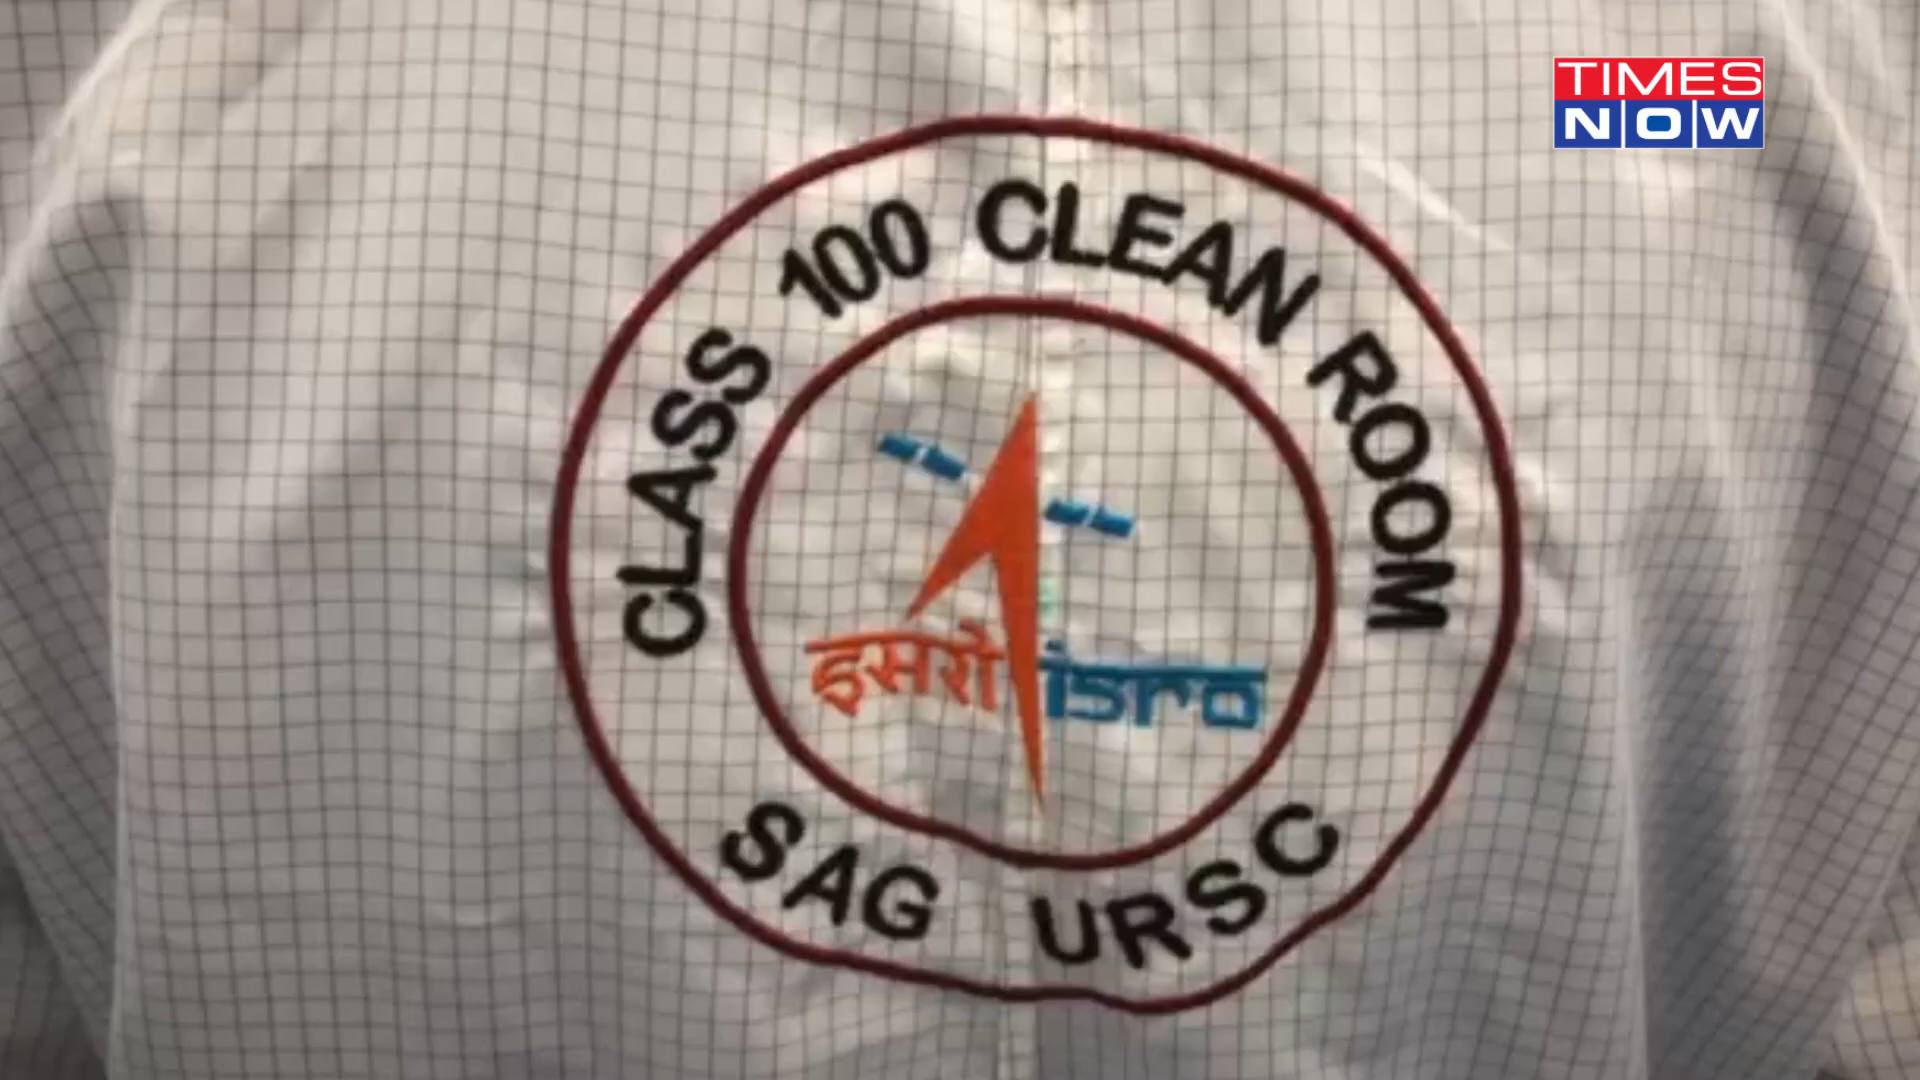 TIMES
NOW
CLASS 100 CLEAN ROOM
इसरो isro
SAG URSC